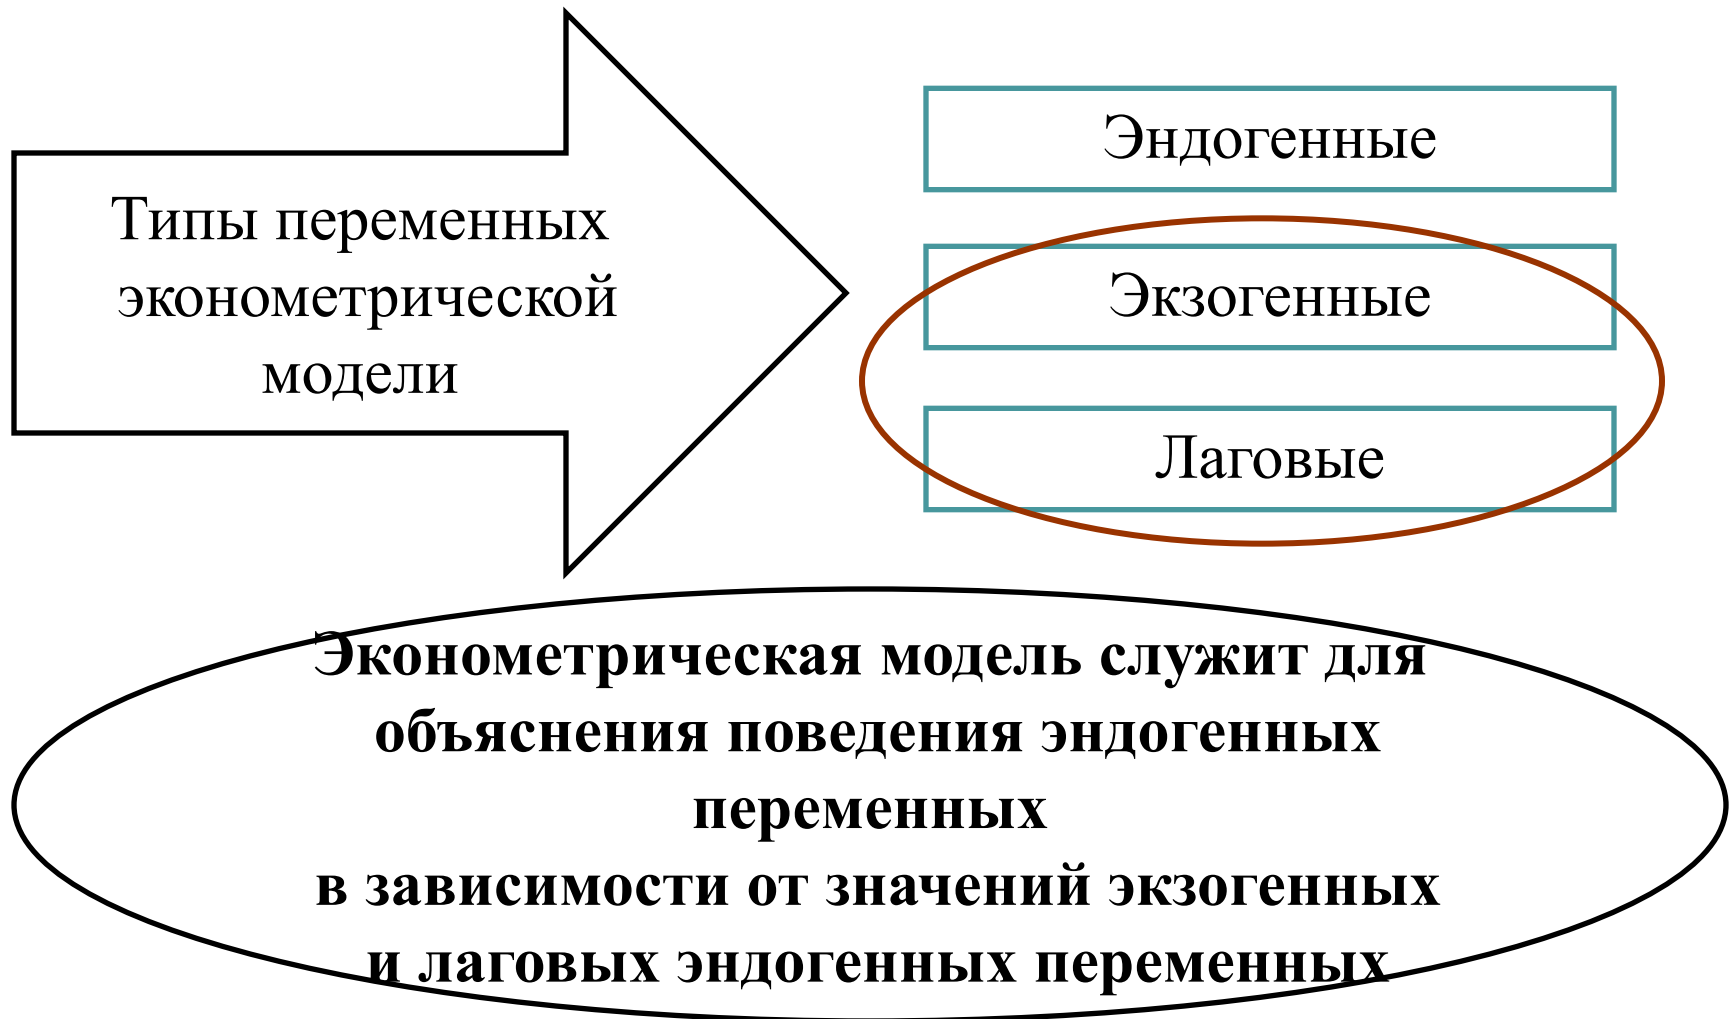 Типы переменных
эконометрической
модели
Эндогенные
Экзогенные
Лаговые
Эконометрическая модель служит для
объяснения поведения эндогенных
переменных
в зависимости от значений экзогенных
и лаговых эндогенных переменных